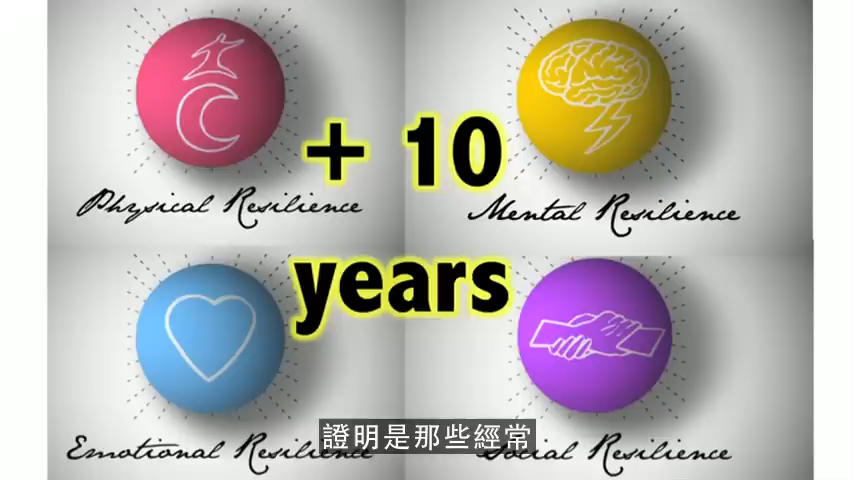 Physical Resilience
Mental Resilience
+ 10
years
Emotional Resilience
Social Resilience
證明是那些經常